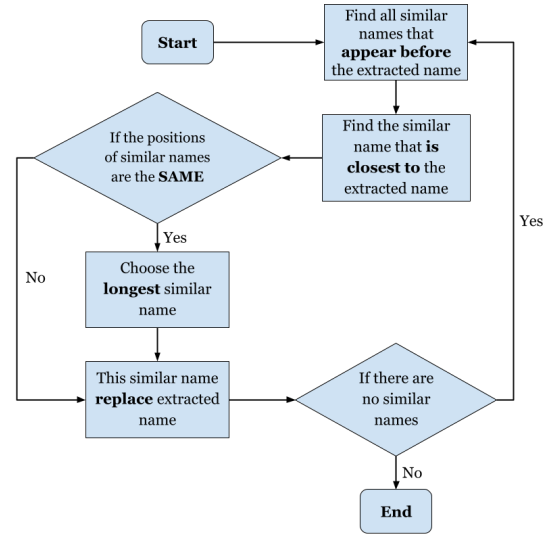 Start
Find all similar
names that
appear before
the extracted name
Find the similar
name that is
closest to the
extracted name
If the positions
of similar names
are the SAME
Yes
No
Choose the
longest similar
name
This similar name
replace extracted
name
If there are
no similar
names
Yes
No
End